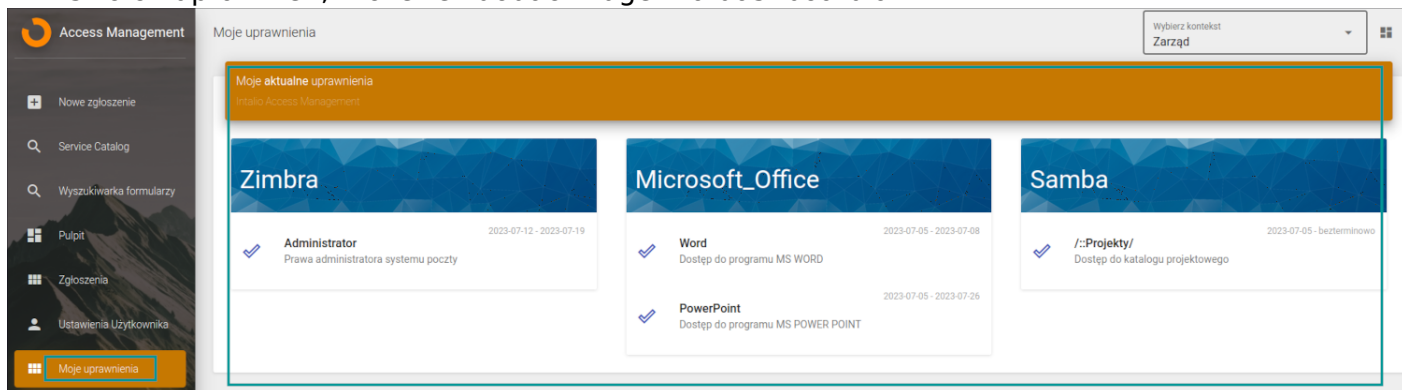 Access Management
Moje uprawnienia
Wybierz kontekst
Zarząd
Nowe zgłoszenie
Service Catalog
Wyszukiwarka formularzy
Pulpit
Zgłoszenia
Ustawienia Użytkownika
Moje uprawnienia
Moje aktualne uprawnienia
Intalio Access Management
Zimbra
2023-07-12 - 2023-07-19
Administrator
Prawa administratora systemu poczty
Microsoft_Office
2023-07-05 - 2023-07-08
Word
Dostęp do programu MS WORD
2023-07-05 - 2023-07-26
PowerPoint
Dostęp do programu MS POWER POINT
Samba
2023-07-05 - bezterminowo
/::Projekty/
Dostęp do katalogu projektowego